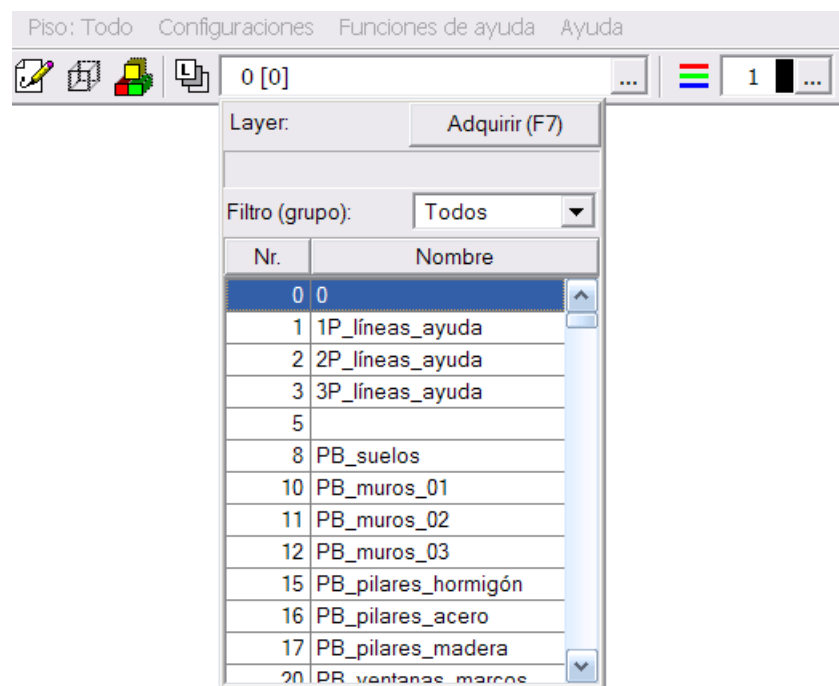 Piso: Todo Configuraciones Funciones de ayuda Ayuda
L 0 [0] ... 1 ...
Layer: Adquirir (F7)
Filtro (grupo): Todos
Nr. Nombre
0 0
1 1P_líneas_ayuda
2 2P_líneas_ayuda
3 3P_líneas_ayuda
5
8 PB_suelos
10 PB_muros_01
11 PB_muros_02
12 PB_muros_03
15 PB_pilares_hormigón
16 PB_pilares_acero
17 PB_pilares_madera
20 PB_ventanas_marcos